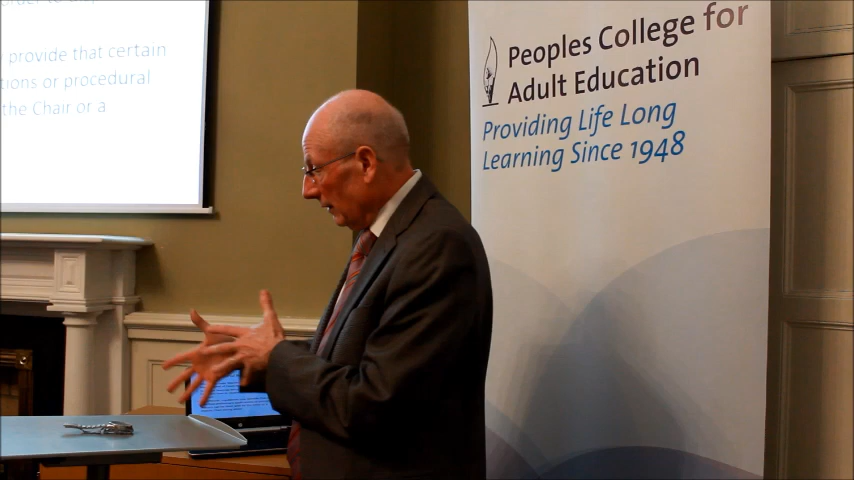 provide that certain
tions or procedural
the Chair or a
Peoples College for
Adult Education
Providing Life Long
Learning Since 1948